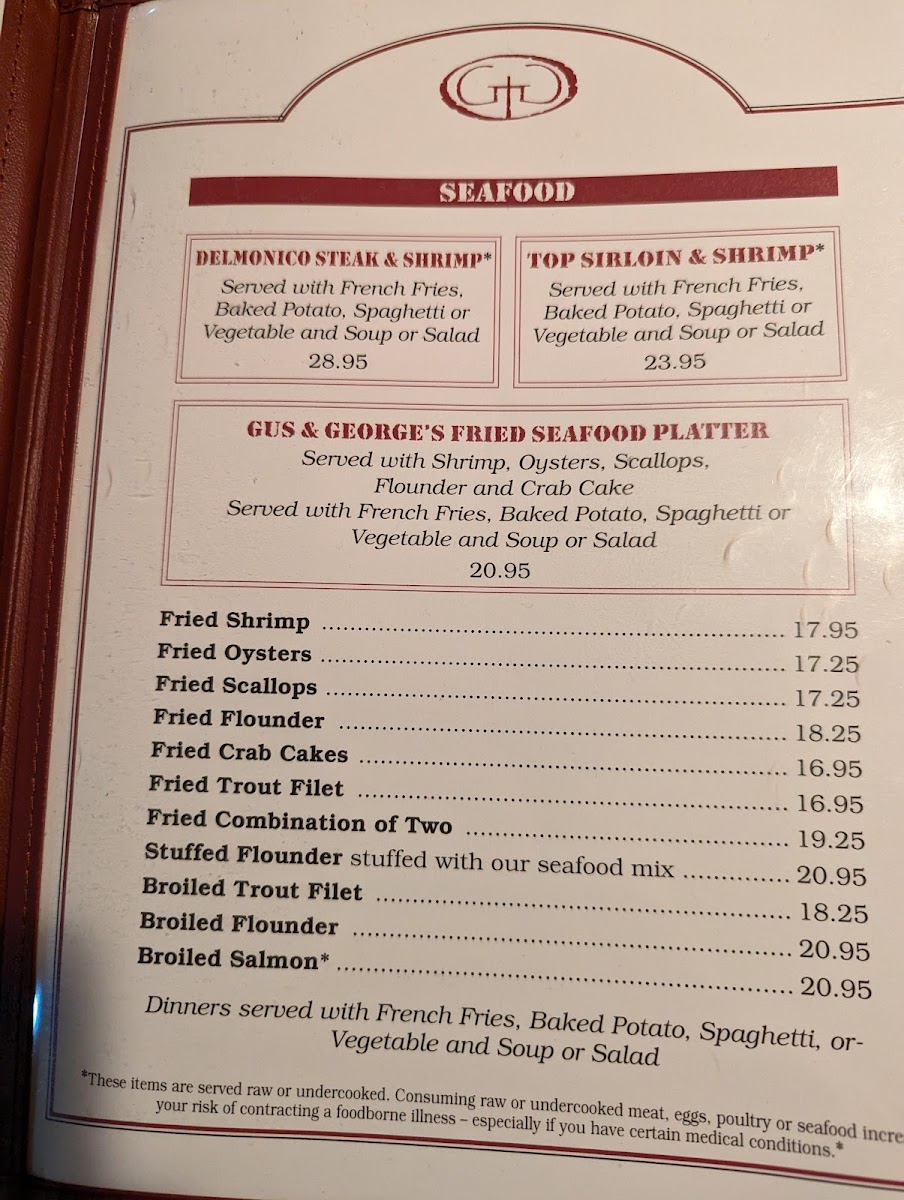 GG
SEAFOOD
DELMONICO STEAK & SHRIMP*
Served with French Fries,
Baked Potato, Spaghetti or
Vegetable and Soup or Salad
28.95
TOP SIRLOIN & SHRIMP*
Served with French Fries,
Baked Potato, Spaghetti or
Vegetable and Soup or Salad
23.95
GUS & GEORGE'S FRIED SEAFOOD PLATTER
Served with Shrimp, Oysters, Scallops,
Flounder and Crab Cake
Served with French Fries, Baked Potato, Spaghetti or
Vegetable and Soup or Salad
20.95
Fried Shrimp ........ 17.95
Fried Oysters ........ 17.25
Fried Scallops ........ 17.25
Fried Flounder ........ 18.25
Fried Crab Cakes ........ 16.95
Fried Trout Filet ........ 16.95
Fried Combination of Two ........ 19.25
Stuffed Flounder stuffed with our seafood mix ........ 20.95
Broiled Trout Filet ........ 18.25
Broiled Flounder ........ 20.95
Broiled Salmon* ........ 20.95
Dinners served with French Fries, Baked Potato, Spaghetti, or-
Vegetable and Soup or Salad
*These items are served raw or undercooked. Consuming raw or undercooked meat, eggs, poultry or seafood incre
your risk of contracting a foodborne illness – especially if you have certain medical conditions.*